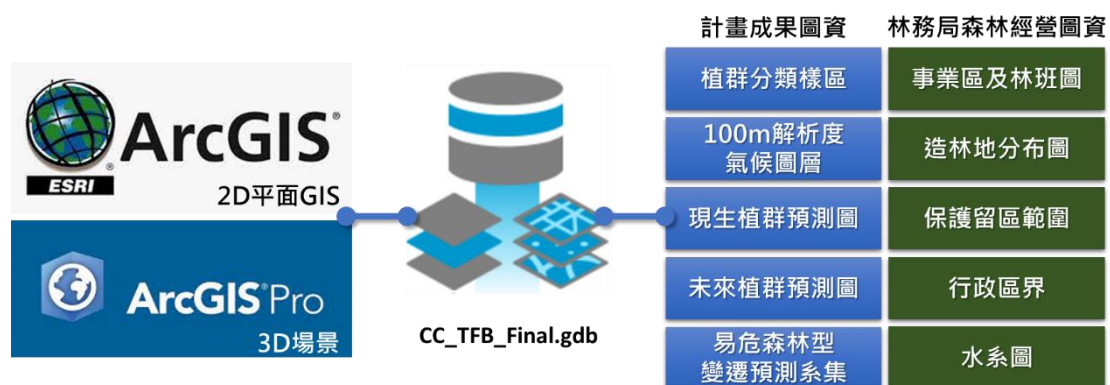 計畫成果圖資
林務局森林經營圖資
植群分類樣區
事業區及林班圖
ArcGIS®
ESRI
2D平面GIS
100m解析度
氣候圖層
造林地分布圖
現生植群預測圖
保護留區範圍
ArcGIS® Pro
3D場景
未來植群預測圖
行政區界
CC_TFB_Final.gdb
易危森林型
變遷預測系集
水系圖